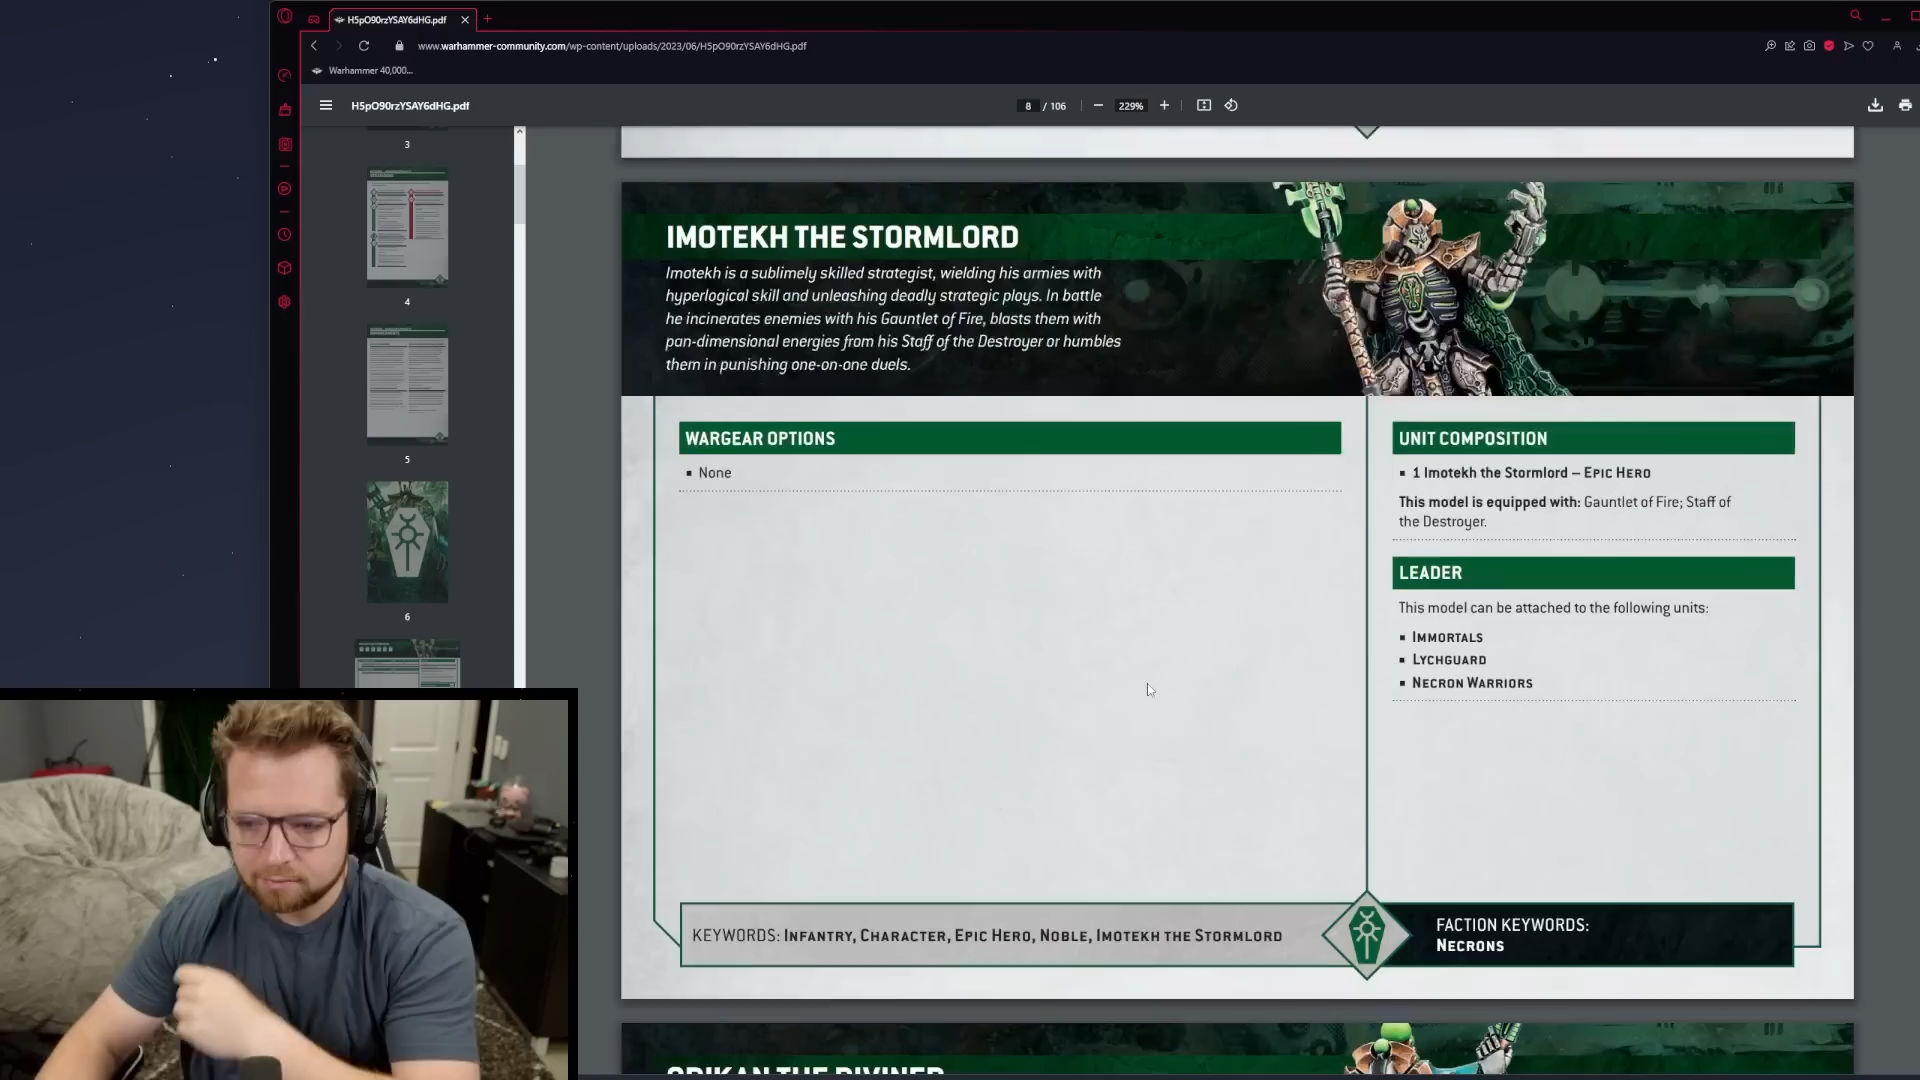 H5pO90rzYSAY6dHG.pdf
www.warhammer-community.com/wp-content/uploads/2023/06/H5pO90rzYSAY6dHG.pdf
Warhammer 40,000...
H5pO90rzYSAY6dHG.pdf
8 / 106
229%
3
4
5
6
IMOTEKH THE STORMLORD
Imotekh is a sublimely skilled strategist, wielding his armies with
hyperlogical skill and unleashing deadly strategic ploys. In battle
he incinerates enemies with his Gauntlet of Fire, blasts them with
pan-dimensional energies from his Staff of the Destroyer or humbles
them in punishing one-on-one duels.
WARGEAR OPTIONS
▪ None
UNIT COMPOSITION
▪ 1 Imotekh the Stormlord – EPIC HERO
This model is equipped with: Gauntlet of Fire; Staff of
the Destroyer.
LEADER
This model can be attached to the following units:
▪ IMMORTALS
▪ LYCHGUARD
▪ NECRON WARRIORS
KEYWORDS: INFANTRY, CHARACTER, EPIC HERO, NOBLE, IMOTEKH THE STORMLORD
FACTION KEYWORDS:
NECRONS
ORIKAN THE DIVINER